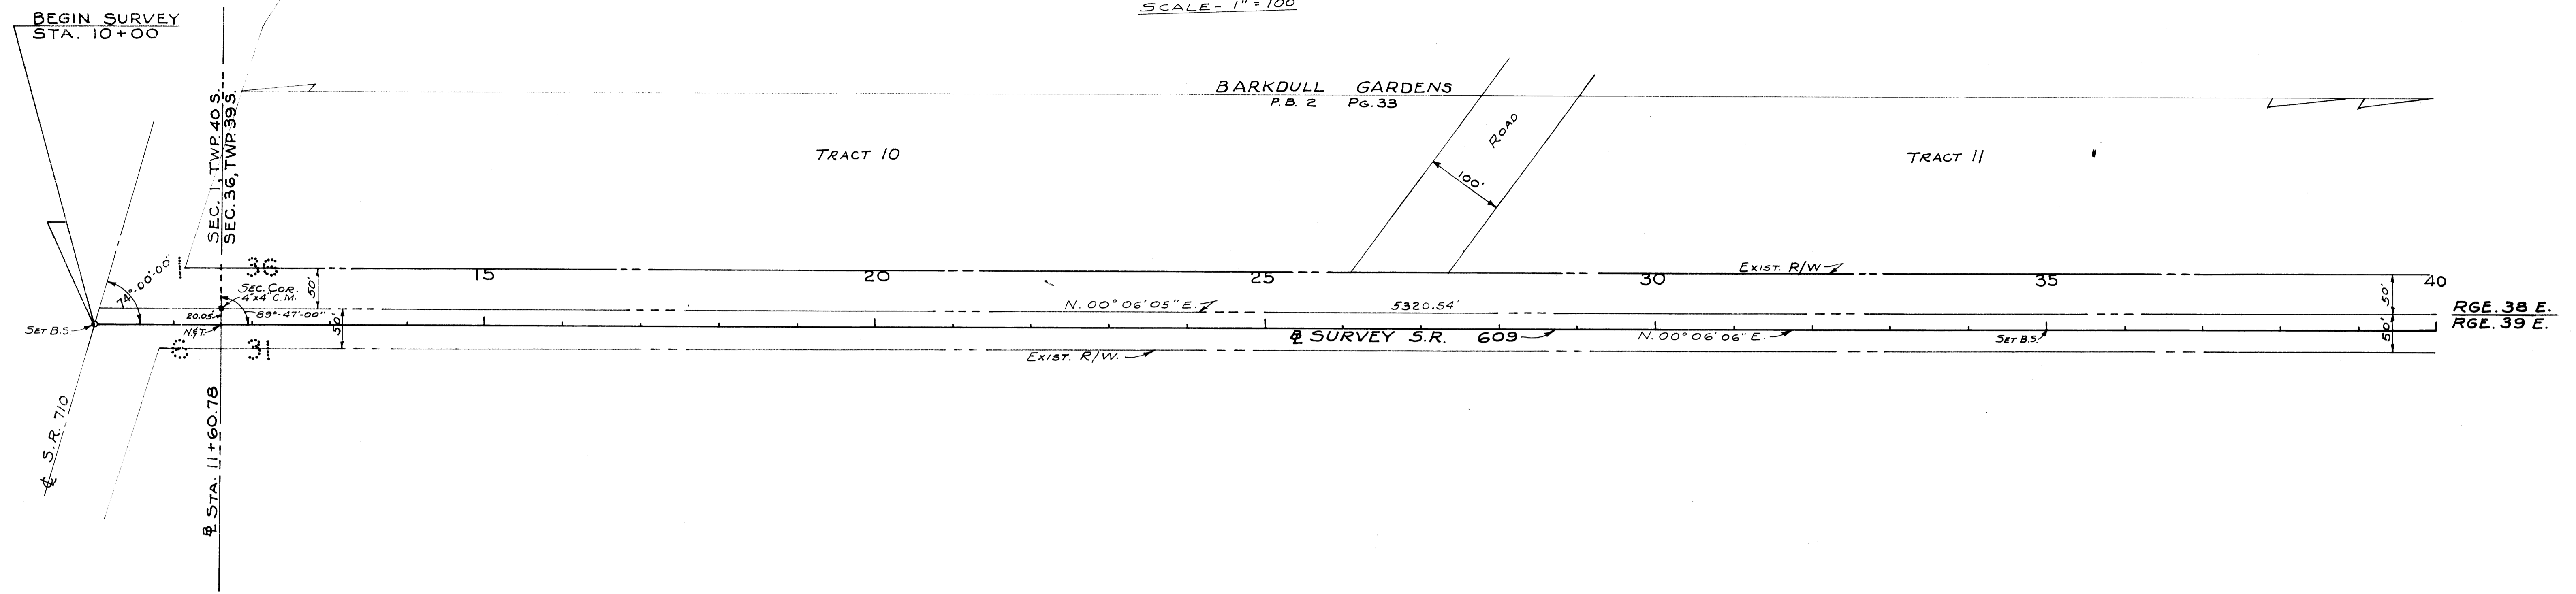 SCALE - 1" = 100'
BEGIN SURVEY
STA. 10+00
BARKDULL GARDENS
P.B. 2 PG. 33
SEC. 1, TWP. 40 S.
SEC. 36, TWP. 39 S.
TRACT 10
ROAD
100'
TRACT 11
74°-00'-00"
1 36
15 20 25 30 35 40
EXIST. R/W
SEC. COR.
4"x4" C.M.
50'
50'
N. 00° 06' 05" E.
5320.54'
RGE. 38 E.
RGE. 39 E.
20.05'
89°-47'-00"
SET B.S.
N&T.
50'
50'
℄ SURVEY S.R. 609
N. 00° 06' 06" E.
SET B.S.
6 31
EXIST. R/W.
℄ S.R. 710
℄ STA. 11+60.78